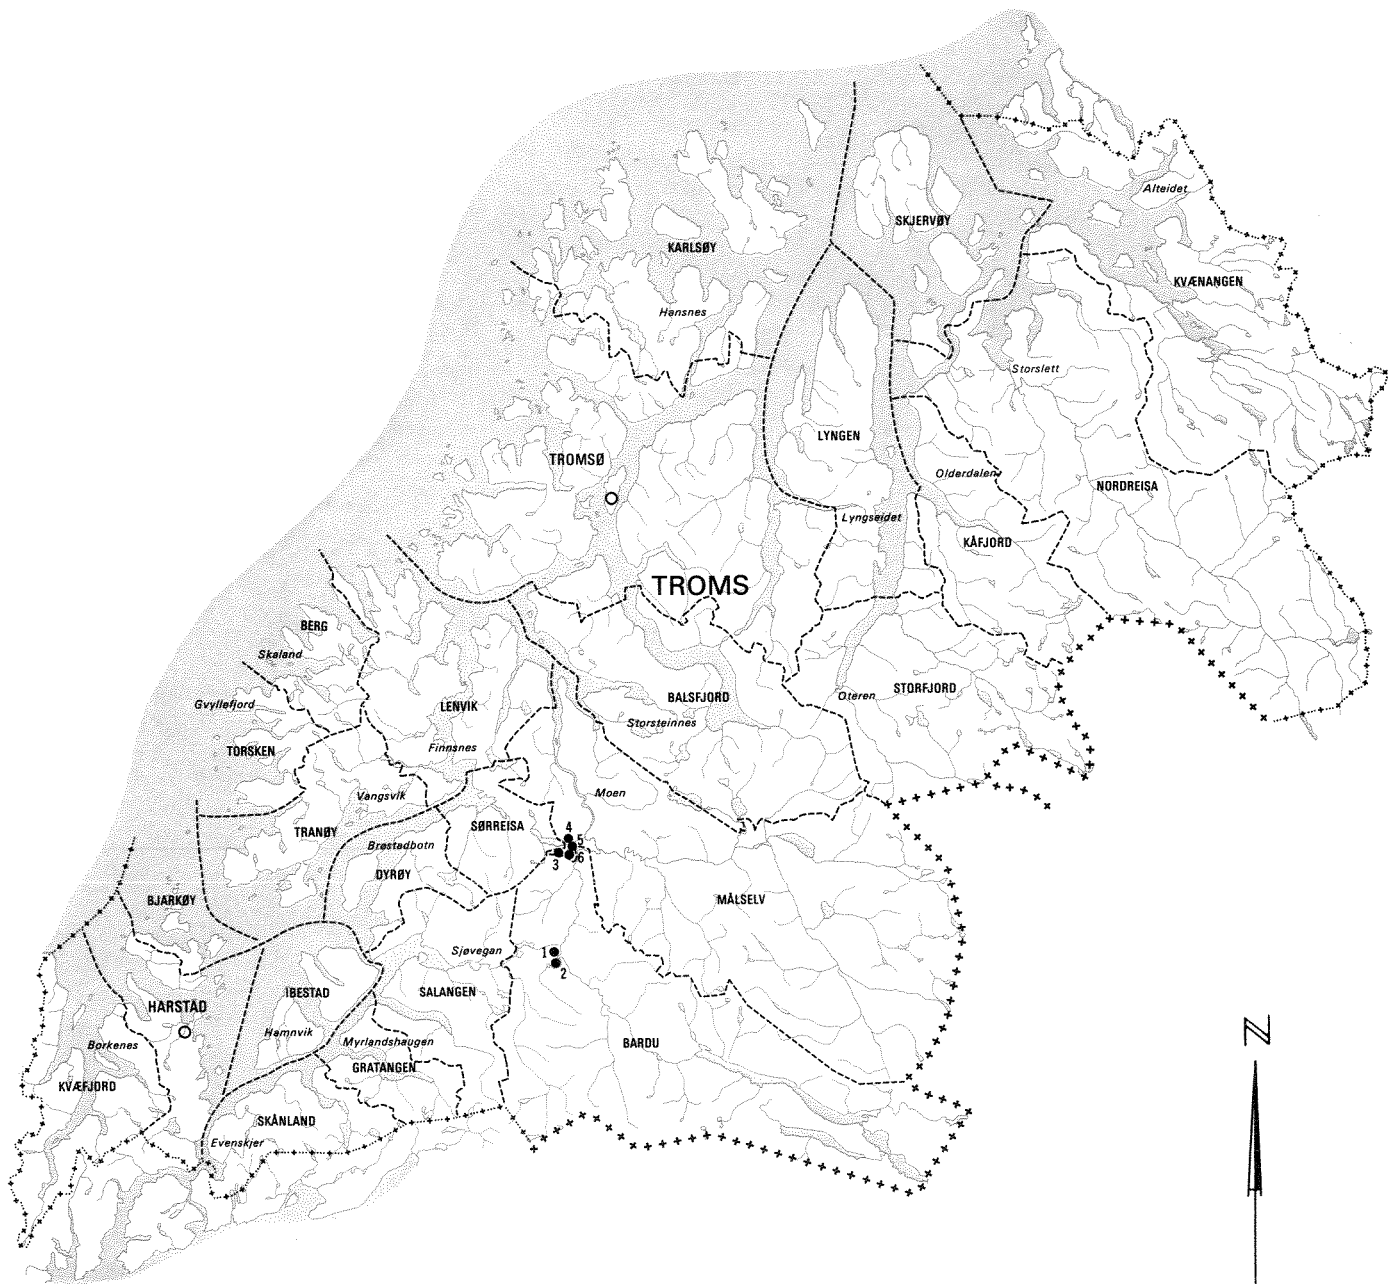 Alteidet
SKJERVØY
KARLSØY
KVÆNANGEN
Hansnes
Storslett
LYNGEN
TROMSØ
Olderdalen
NORDREISA
Lyngseidet
KÅFJORD
TROMS
BERG
Skaland
STORFJORD
Oteren
BALSFJORD
Gvyllefjord
LENVIK
Storsteinnes
TORSKEN
Finnsnes
Moen
Vangsvik
SØRREISA
TRANØY
4
5
Brøstadbotn
3
6
DYRØY
MÅLSELV
BJARKØY
Sjøvegan
1
2
IBESTAD
SALANGEN
HARSTAD
Hamnvik
Myrlandshaugen
BARDU
Borkenes
GRATANGEN
KVÆFJORD
SKÅNLAND
Evenskjer
N